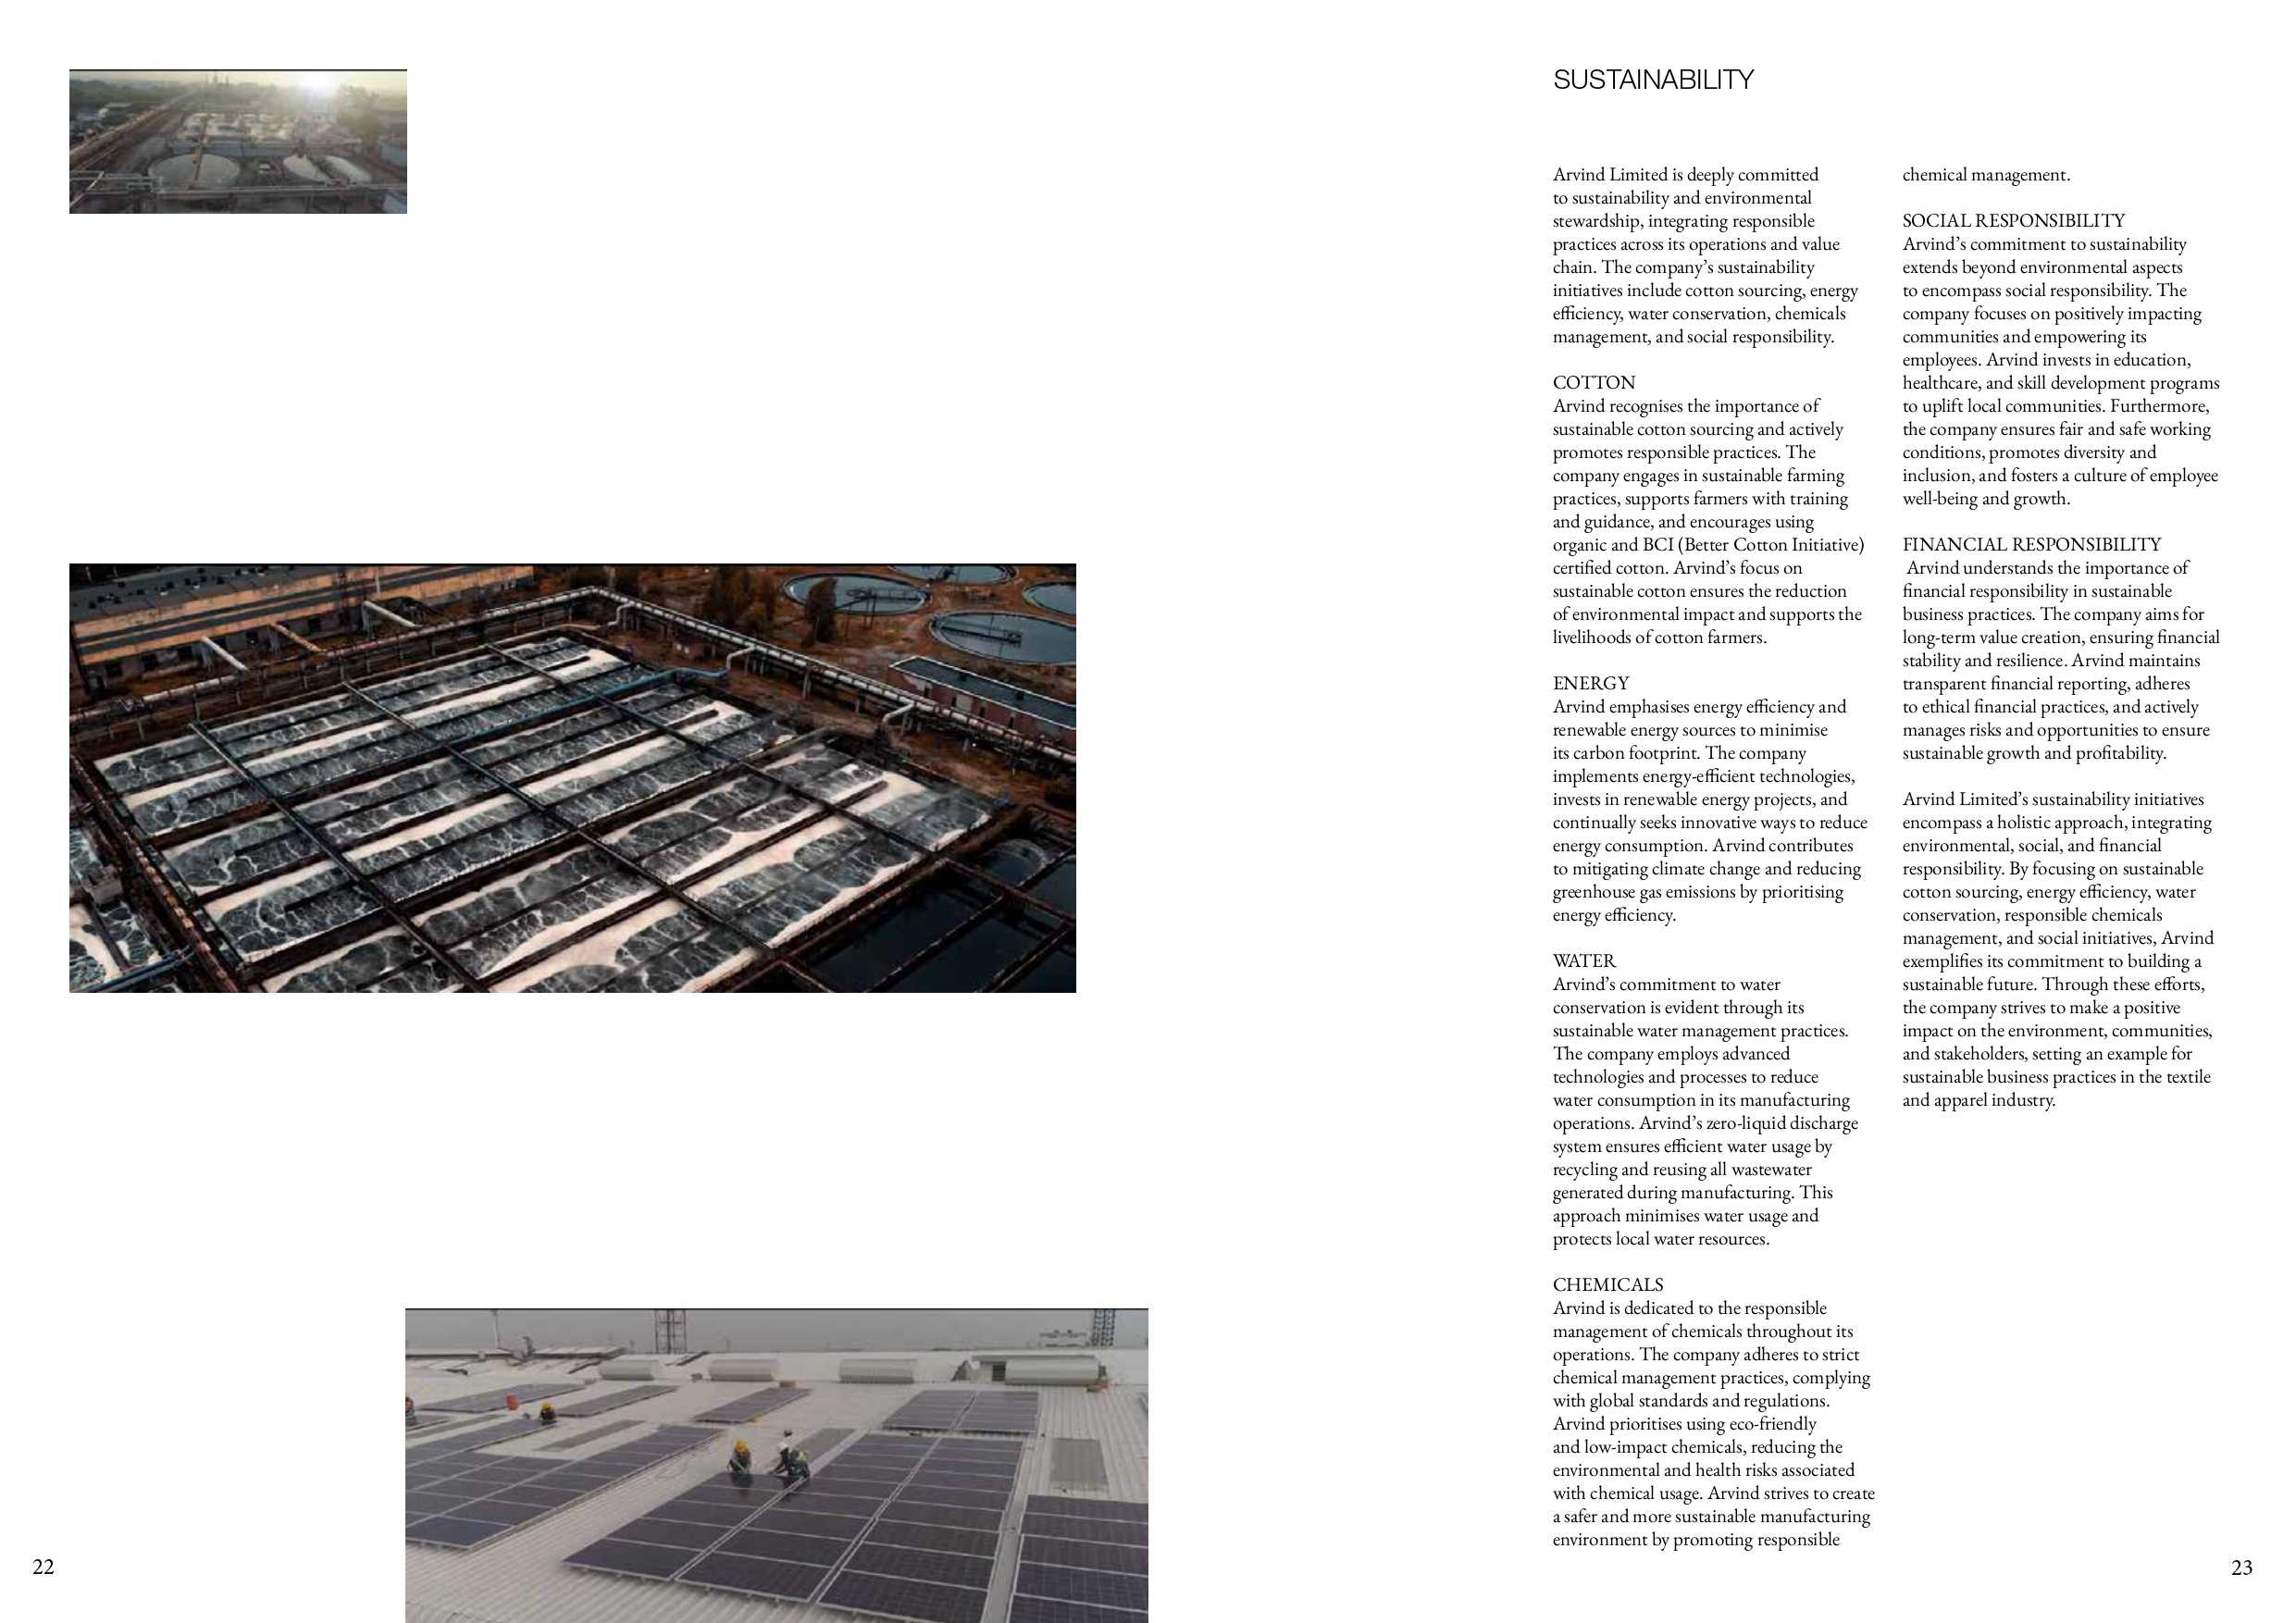 SUSTAINABILITY
Arvind Limited is deeply committed
to sustainability and environmental
stewardship, integrating responsible
practices across its operations and value
chain. The company’s sustainability
initiatives include cotton sourcing, energy
efficiency, water conservation, chemicals
management, and social responsibility.
COTTON
Arvind recognises the importance of
sustainable cotton sourcing and actively
promotes responsible practices. The
company engages in sustainable farming
practices, supports farmers with training
and guidance, and encourages using
organic and BCI (Better Cotton Initiative)
certified cotton. Arvind’s focus on
sustainable cotton ensures the reduction
of environmental impact and supports the
livelihoods of cotton farmers.
ENERGY
Arvind emphasises energy efficiency and
renewable energy sources to minimise
its carbon footprint. The company
implements energy-efficient technologies,
invests in renewable energy projects, and
continually seeks innovative ways to reduce
energy consumption. Arvind contributes
to mitigating climate change and reducing
greenhouse gas emissions by prioritising
energy efficiency.
WATER
Arvind’s commitment to water
conservation is evident through its
sustainable water management practices.
The company employs advanced
technologies and processes to reduce
water consumption in its manufacturing
operations. Arvind’s zero-liquid discharge
system ensures efficient water usage by
recycling and reusing all wastewater
generated during manufacturing. This
approach minimises water usage and
protects local water resources.
CHEMICALS
Arvind is dedicated to the responsible
management of chemicals throughout its
operations. The company adheres to strict
chemical management practices, complying
with global standards and regulations.
Arvind prioritises using eco-friendly
and low-impact chemicals, reducing the
environmental and health risks associated
with chemical usage. Arvind strives to create
a safer and more sustainable manufacturing
environment by promoting responsible
chemical management.
SOCIAL RESPONSIBILITY
Arvind’s commitment to sustainability
extends beyond environmental aspects
to encompass social responsibility. The
company focuses on positively impacting
communities and empowering its
employees. Arvind invests in education,
healthcare, and skill development programs
to uplift local communities. Furthermore,
the company ensures fair and safe working
conditions, promotes diversity and
inclusion, and fosters a culture of employee
well-being and growth.
FINANCIAL RESPONSIBILITY
Arvind understands the importance of
financial responsibility in sustainable
business practices. The company aims for
long-term value creation, ensuring financial
stability and resilience. Arvind maintains
transparent financial reporting, adheres
to ethical financial practices, and actively
manages risks and opportunities to ensure
sustainable growth and profitability.
Arvind Limited’s sustainability initiatives
encompass a holistic approach, integrating
environmental, social, and financial
responsibility. By focusing on sustainable
cotton sourcing, energy efficiency, water
conservation, responsible chemicals
management, and social initiatives, Arvind
exemplifies its commitment to building a
sustainable future. Through these efforts,
the company strives to make a positive
impact on the environment, communities,
and stakeholders, setting an example for
sustainable business practices in the textile
and apparel industry.
22
23